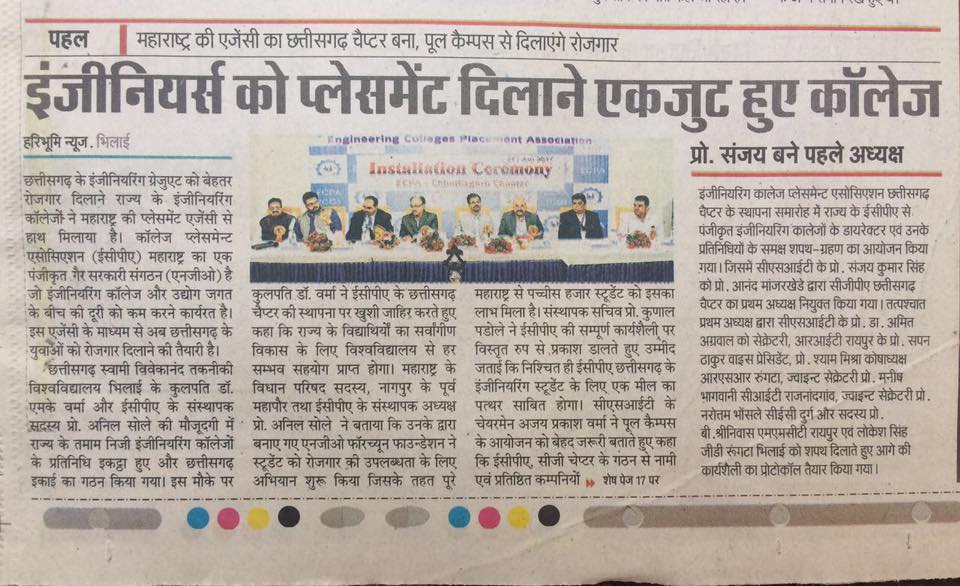 पहल
महाराष्ट्र की एजेंसी का छत्तीसगढ़ चैप्टर बना, पूल कैम्पस से दिलाएंगे रोजगार
इंजीनियर्स को प्लेसमेंट दिलाने एकजुट हुए कॉलेज
हरिभूमि न्यूज . भिलाई
छत्तीसगढ़ के इंजीनियरिंग ग्रेजुएट को बेहतर
रोजगार दिलाने राज्य के इंजीनियरिंग
कॉलेजों ने महाराष्ट्र की प्लेसमेंट एजेंसी से
हाथ मिलाया है। कॉलेज प्लेसमेन्ट
एसोसिएशन (ईसीपीए) महाराष्ट्र का एक
पंजीकृत गैर सरकारी संगठन (एनजीओ) है
जो इंजीनियरिंग कॉलेज और उद्योग जगत
के बीच की दूरी को कम करने कार्यरत है।
इस एजेंसी के माध्यम से अब छत्तीसगढ़ के
युवाओं को रोजगार दिलाने की तैयारी है।
छत्तीसगढ़ स्वामी विवेकानंद तकनीकी
विश्वविद्यालय भिलाई के कुलपति डॉ.
एमके वर्मा और ईसीपीए के संस्थापक
सदस्य प्रो. अनिल सोले की मौजूदगी में
राज्य के तमाम निजी इंजीनियरिंग कॉलेजों
के प्रतिनिधि इकट्ठा हुए और छत्तीसगढ़
इकाई का गठन किया गया। इस मौके पर
Engineering Colleges Placement Association
Installation Ceremony
ECPA - Chhattisgarh Chapter
ECPA
कुलपति डॉ. वर्मा ने ईसीपीए के छत्तीसगढ़
चैप्टर की स्थापना पर खुशी जाहिर करते हुए
कहा कि राज्य के विद्यार्थियों का सर्वांगीण
विकास के लिए विश्वविद्यालय से हर
सम्भव सहयोग प्राप्त होगा। महाराष्ट्र के
विधान परिषद सदस्य, नागपुर के पूर्व
महापौर तथा ईसीपीए के संस्थापक अध्यक्ष
प्रो. अनिल सोले ने बताया कि उनके द्वारा
बनाए गए एनजीओ फॉरच्यून फाउन्डेशन ने
स्टूडेंट को रोजगार की उपलब्धता के लिए
अभियान शुरू किया जिसके तहत पूरे
महाराष्ट्र से पच्चीस हजार स्टूडेंट को इसका
लाभ मिला है। संस्थापक सचिव प्रो. कुणाल
पडोले ने ईसीपीए की सम्पूर्ण कार्यशैली पर
विस्तृत रुप से प्रकाश डालते हुए उम्मीद
जताई कि निश्चित ही ईसीपीए छत्तीसगढ़ के
इंजीनियरिंग स्टूडेंट के लिए एक मील का
पत्थर साबित होगा। सीएसआईटी के
चेयरमेन अजय प्रकाश वर्मा ने पूल कैम्पस
के आयोजन को बेहद जरूरी बताते हुए कहा
कि ईसीपीए, सीजी चेप्टर के गठन से नामी
एवं प्रतिष्ठित कम्पनियों शेष पेज 17 पर
प्रो. संजय बने पहले अध्यक्ष
इंजीनियरिंग कालेज प्लेसमेन्ट एसोसिएशन छत्तीसगढ़
चैप्टर के स्थापना समारोह में राज्य के ईसीपीए से
पंजीकृत इंजीनियरिंग कालेजों के डायरेक्टर एवं उनके
प्रतिनिधियों के समक्ष शपथ-ग्रहण का आयोजन किया
गया। जिसमें सीएसआईटी के प्रो. संजय कुमार सिंह
को प्रो. आनंद मांजरखेडे द्वारा सीजीपीए छत्तीसगढ़
चैप्टर का प्रथम अध्यक्ष नियुक्त किया गया। तत्पश्चात
प्रथम अध्यक्ष द्वारा सीएसआईटी के प्रो. डा. अमित
अग्रवाल को सेक्रेटरी, आरआईटी रायपुर के प्रो. सपन
ठाकुर वाइस प्रेसिडेंट, प्रो. श्याम मिश्रा कोषाध्यक्ष
आरएसआर रुंगटा, ज्वाइन्ट सेक्रेटरी प्रो. मनीष
भागवानी सीआईटी राजनांदगांव, ज्वाइन्ट सेक्रेटरी प्रो.
नरोतम भोंसले सीईसी दुर्ग और सदस्य प्रो.
बी.श्रीनिवास एमएमसीटी रायपुर एवं लोकेश सिंह
जीडी रुंगटा भिलाई को शपथ दिलाते हुए आगे की
कार्यशैली का प्रोटोकॉल तैयार किया गया।